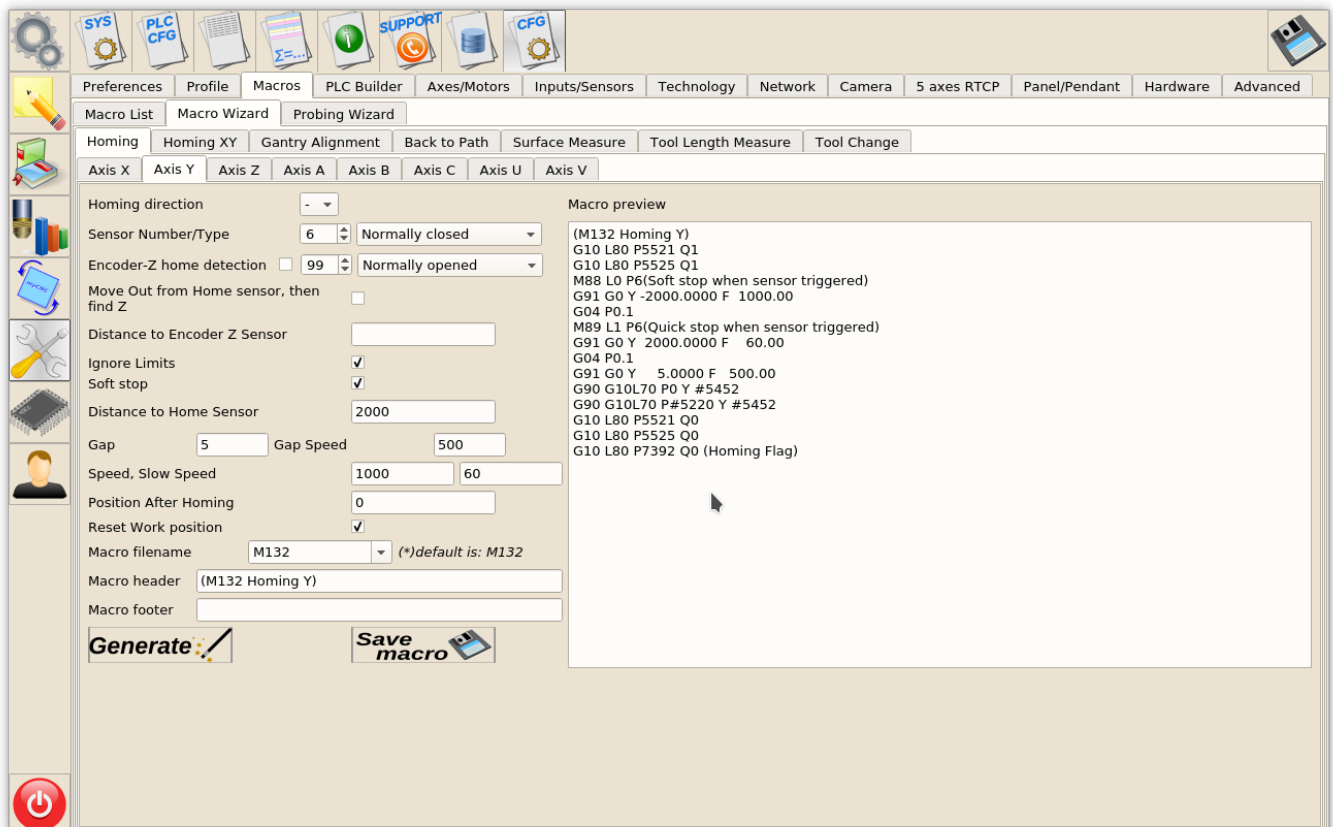 SYS PLC CFG Σ=... i SUPPORT CFG
Preferences Profile Macros PLC Builder Axes/Motors Inputs/Sensors Technology Network Camera 5 axes RTCP Panel/Pendant Hardware Advanced
Macro List Macro Wizard Probing Wizard
Homing Homing XY Gantry Alignment Back to Path Surface Measure Tool Length Measure Tool Change
Axis X Axis Y Axis Z Axis A Axis B Axis C Axis U Axis V
Homing direction -
Sensor Number/Type 6 Normally closed
Encoder-Z home detection 99 Normally opened
Move Out from Home sensor, then
find Z
Distance to Encoder Z Sensor
Ignore Limits
Soft stop
Distance to Home Sensor 2000
Gap 5 Gap Speed 500
Speed, Slow Speed 1000 60
Position After Homing 0
Reset Work position
Macro filename M132 (*)default is: M132
Macro header (M132 Homing Y)
Macro footer
Generate Save
macro
Macro preview
(M132 Homing Y)
G10 L80 P5521 Q1
G10 L80 P5525 Q1
M88 L0 P6(Soft stop when sensor triggered)
G91 G0 Y -2000.0000 F 1000.00
G04 P0.1
M89 L1 P6(Quick stop when sensor triggered)
G91 G0 Y 2000.0000 F 60.00
G04 P0.1
G91 G0 Y 5.0000 F 500.00
G90 G10L70 P0 Y #5452
G90 G10L70 P#5220 Y #5452
G10 L80 P5521 Q0
G10 L80 P5525 Q0
G10 L80 P7392 Q0 (Homing Flag)
myCNC